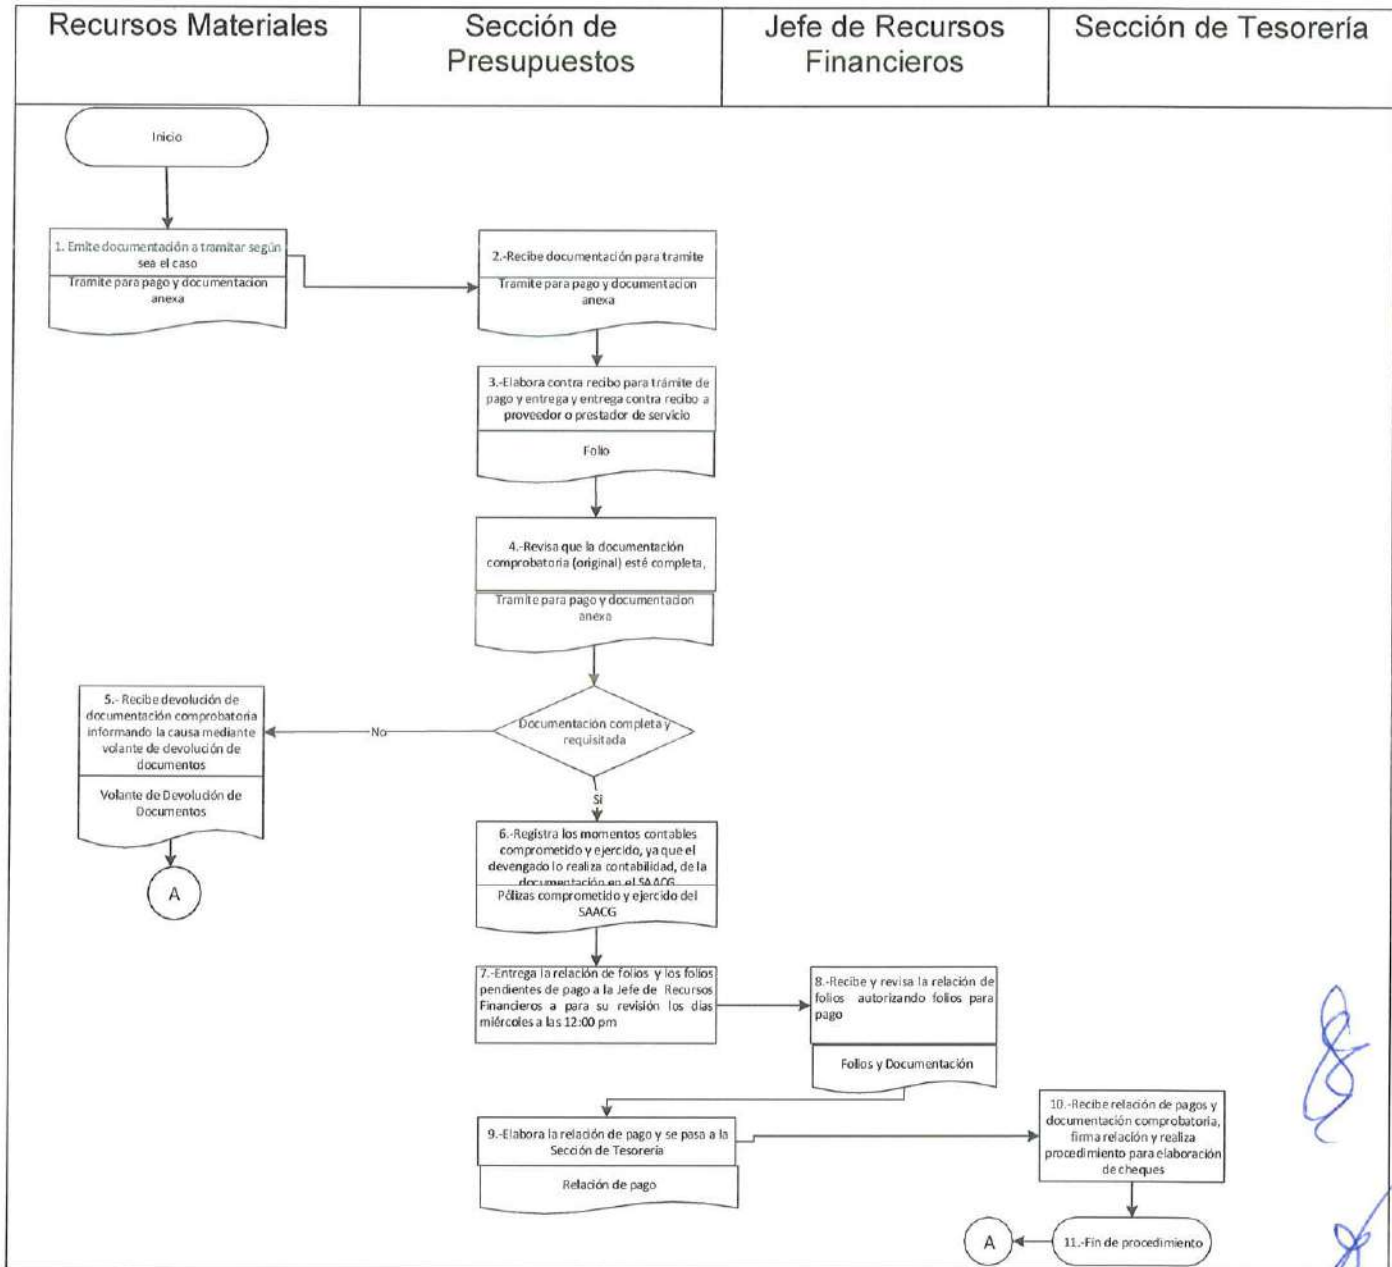 Recursos Materiales
Sección de
Presupuestos
Jefe de Recursos
Financieros
Sección de Tesorería
Inicio
1. Emite documentación a tramitar según
sea el caso
Tramite para pago y documentacion
anexa
2.-Recibe documentación para tramite
Tramite para pago y documentacion
anexa
3.-Elabora contra recibo para trámite de
pago y entrega y entrega contra recibo a
proveedor o prestador de servicio
Folio
4.-Revisa que la documentación
comprobatoria (original) esté completa,
Tramite para pago y documentacion
anexa
Documentación completa y
requisitada
No
5.- Recibe devolución de
documentación comprobatoria
informando la causa mediante
volante de devolución de
documentos
Volante de Devolución de
Documentos
A
Si
6.-Registra los momentos contables
comprometido y ejercido, ya que el
devengado lo realiza contabilidad, de la
documentación en el SAACG
Pólizas comprometido y ejercido del
SAACG
7.-Entrega la relación de folios y los folios
pendientes de pago a la Jefe de Recursos
Financieros a para su revisión los días
miércoles a las 12:00 pm
8.-Recibe y revisa la relación de
folios autorizando folios para
pago
Folios y Documentación
9.-Elabora la relación de pago y se pasa a la
Sección de Tesorería
Relación de pago
10.-Recibe relación de pagos y
documentación comprobatoria,
firma relación y realiza
procedimiento para elaboración
de cheques
11.-Fin de procedimiento
A